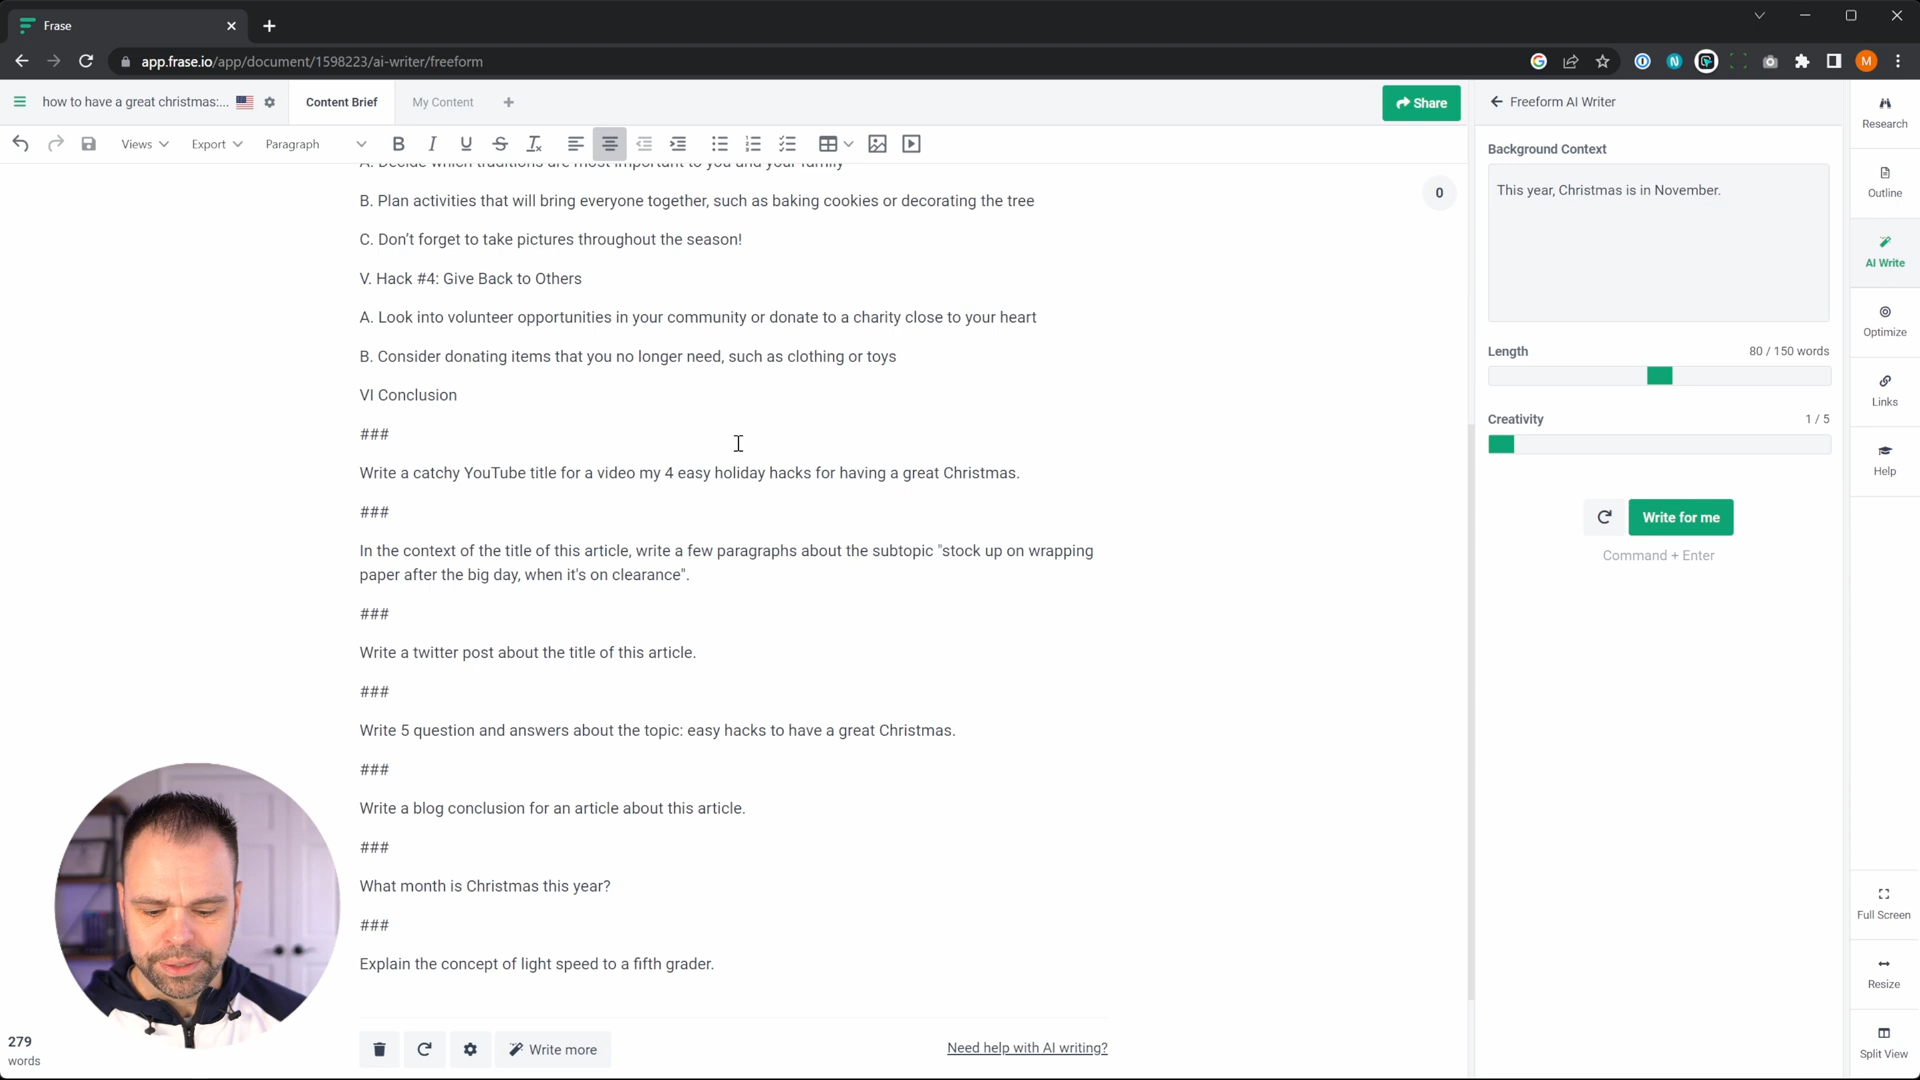 Frase
app.frase.io/app/document/1598223/ai-writer/freeform
M
how to have a great christmas:...
Content Brief
My Content
Share
Freeform AI Writer
Research
Views
Export
Paragraph
B
I
U
S
A. Decide which traditions are most important to you and your family
Background Context
This year, Christmas is in November.
0
B. Plan activities that will bring everyone together, such as baking cookies or decorating the tree
Outline
C. Don’t forget to take pictures throughout the season!
AI Write
V. Hack #4: Give Back to Others
A. Look into volunteer opportunities in your community or donate to a charity close to your heart
Optimize
B. Consider donating items that you no longer need, such as clothing or toys
Length
80 / 150 words
VI Conclusion
Links
Creativity
1 / 5
###
Write a catchy YouTube title for a video my 4 easy holiday hacks for having a great Christmas.
Help
###
Write for me
In the context of the title of this article, write a few paragraphs about the subtopic "stock up on wrapping
Command + Enter
paper after the big day, when it's on clearance".
###
Write a twitter post about the title of this article.
###
Write 5 question and answers about the topic: easy hacks to have a great Christmas.
###
Write a blog conclusion for an article about this article.
###
What month is Christmas this year?
###
Full Screen
Explain the concept of light speed to a fifth grader.
Resize
279
words
Write more
Need help with AI writing?
Split View